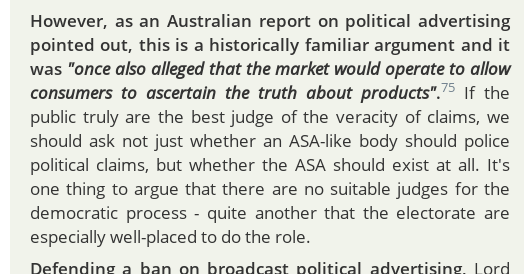 However, as an Australian report on political advertising
pointed out, this is a historically familiar argument and it
was "once also alleged that the market would operate to allow
consumers to ascertain the truth about products".75 If the
public truly are the best judge of the veracity of claims, we
should ask not just whether an ASA-like body should police
political claims, but whether the ASA should exist at all. It's
one thing to argue that there are no suitable judges for the
democratic process - quite another that the electorate are
especially well-placed to do the role.
Defending a ban on broadcast political advertising, Lord